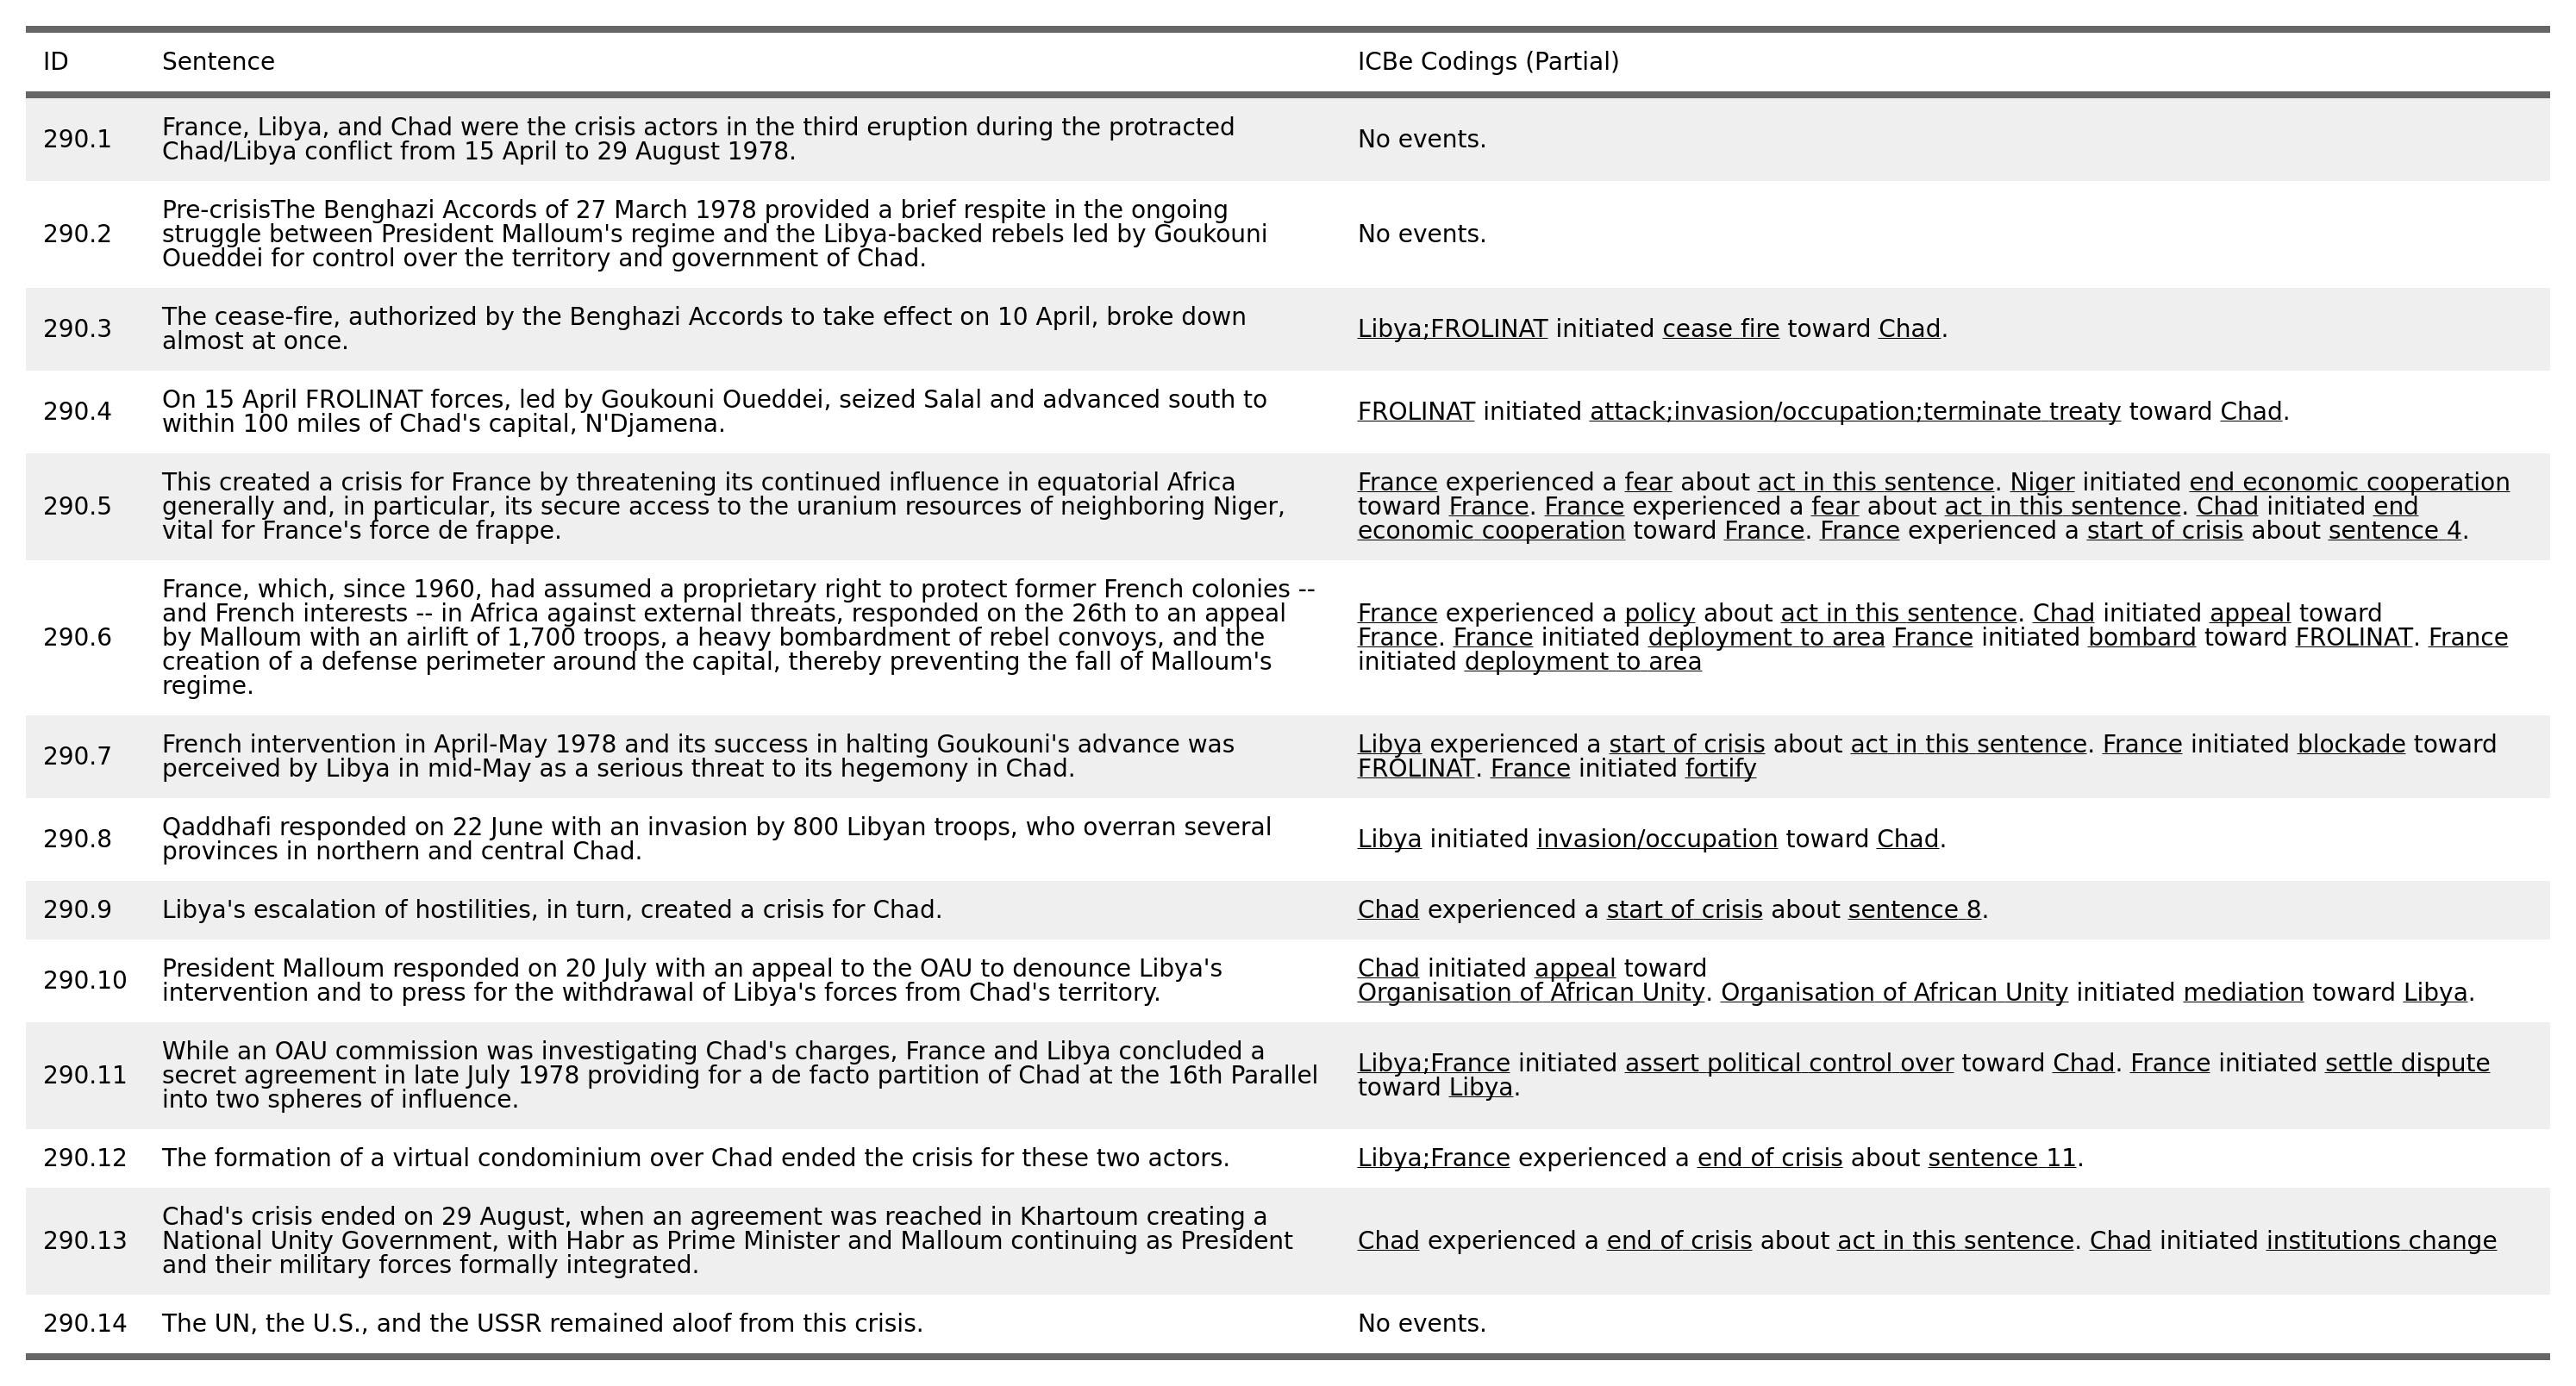 ID Sentence ICBe Codings (Partial)
290.1
France, Libya, and Chad were the crisis actors in the third eruption during the protracted
Chad/Libya conflict from 15 April to 29 August 1978.
No events.
290.2
Pre-crisisThe Benghazi Accords of 27 March 1978 provided a brief respite in the ongoing
struggle between President Malloum's regime and the Libya-backed rebels led by Goukouni
Oueddei for control over the territory and government of Chad.
No events.
290.3
The cease-fire, authorized by the Benghazi Accords to take effect on 10 April, broke down
almost at once.
Libya;FROLINAT initiated cease fire toward Chad.
290.4
On 15 April FROLINAT forces, led by Goukouni Oueddei, seized Salal and advanced south to
within 100 miles of Chad's capital, N'Djamena.
FROLINAT initiated attack;invasion/occupation;terminate treaty toward Chad.
290.5
This created a crisis for France by threatening its continued influence in equatorial Africa
generally and, in particular, its secure access to the uranium resources of neighboring Niger,
vital for France's force de frappe.
France experienced a fear about act in this sentence. Niger initiated end economic cooperation
toward France. France experienced a fear about act in this sentence. Chad initiated end
economic cooperation toward France. France experienced a start of crisis about sentence 4.
290.6
France, which, since 1960, had assumed a proprietary right to protect former French colonies --
and French interests -- in Africa against external threats, responded on the 26th to an appeal
by Malloum with an airlift of 1,700 troops, a heavy bombardment of rebel convoys, and the
creation of a defense perimeter around the capital, thereby preventing the fall of Malloum's
regime.
France experienced a policy about act in this sentence. Chad initiated appeal toward
France. France initiated deployment to area France initiated bombard toward FROLINAT. France
initiated deployment to area
290.7
French intervention in April-May 1978 and its success in halting Goukouni's advance was
perceived by Libya in mid-May as a serious threat to its hegemony in Chad.
Libya experienced a start of crisis about act in this sentence. France initiated blockade toward
FROLINAT. France initiated fortify
290.8
Qaddhafi responded on 22 June with an invasion by 800 Libyan troops, who overran several
provinces in northern and central Chad.
Libya initiated invasion/occupation toward Chad.
290.9
Libya's escalation of hostilities, in turn, created a crisis for Chad.
Chad experienced a start of crisis about sentence 8.
290.10
President Malloum responded on 20 July with an appeal to the OAU to denounce Libya's
intervention and to press for the withdrawal of Libya's forces from Chad's territory.
Chad initiated appeal toward
Organisation of African Unity. Organisation of African Unity initiated mediation toward Libya.
290.11
While an OAU commission was investigating Chad's charges, France and Libya concluded a
secret agreement in late July 1978 providing for a de facto partition of Chad at the 16th Parallel
into two spheres of influence.
Libya;France initiated assert political control over toward Chad. France initiated settle dispute
toward Libya.
290.12
The formation of a virtual condominium over Chad ended the crisis for these two actors.
Libya;France experienced a end of crisis about sentence 11.
290.13
Chad's crisis ended on 29 August, when an agreement was reached in Khartoum creating a
National Unity Government, with Habr as Prime Minister and Malloum continuing as President
and their military forces formally integrated.
Chad experienced a end of crisis about act in this sentence. Chad initiated institutions change
290.14
The UN, the U.S., and the USSR remained aloof from this crisis.
No events.